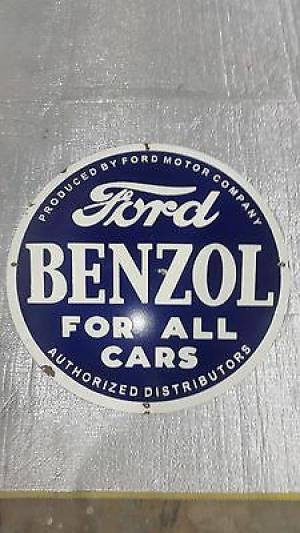 PRODUCED BY FORD MOTOR COMPANY
Ford
BENZOL
FOR ALL
CARS
AUTHORIZED DISTRIBUTORS